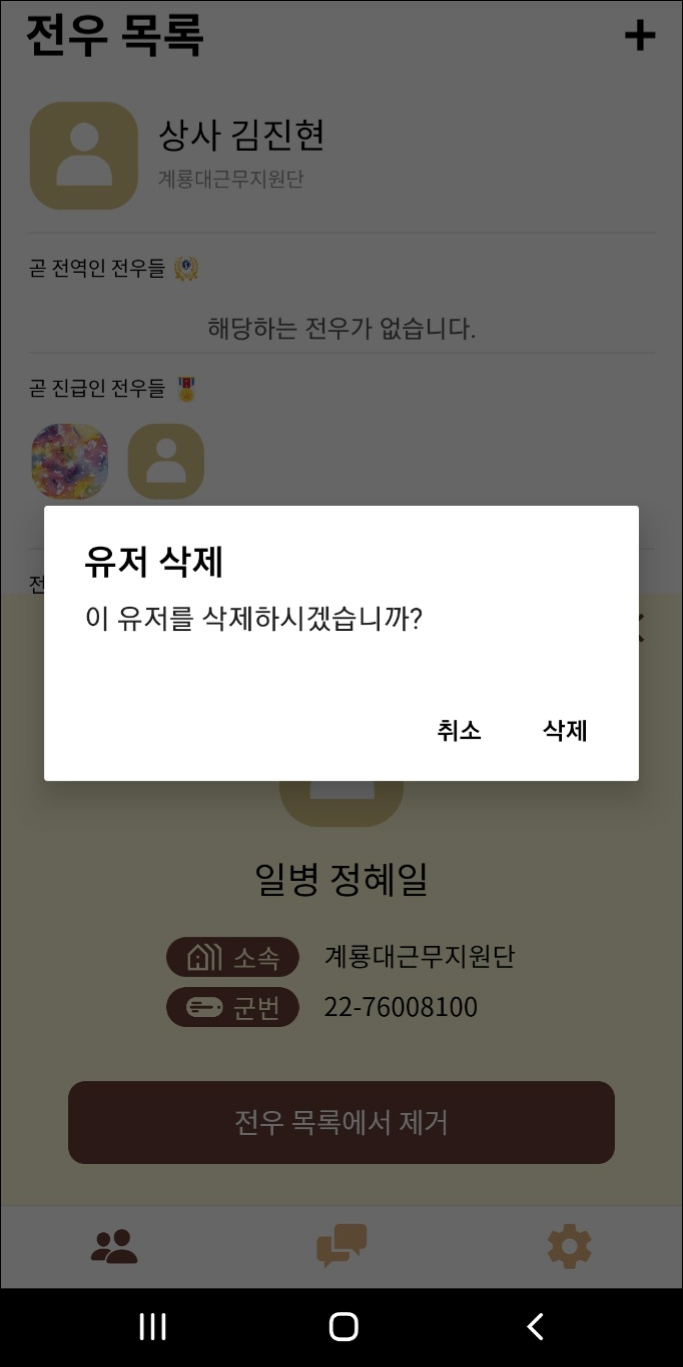 전우 목록
상사 김진현
계룡대근무지원단
곧 전역인 전우들
해당하는 전우가 없습니다.
곧 진급인 전우들
전
유저 삭제
이 유저를 삭제하시겠습니까?
취소 삭제
일병 정혜일
소속 계룡대근무지원단
군번 22-76008100
전우 목록에서 제거